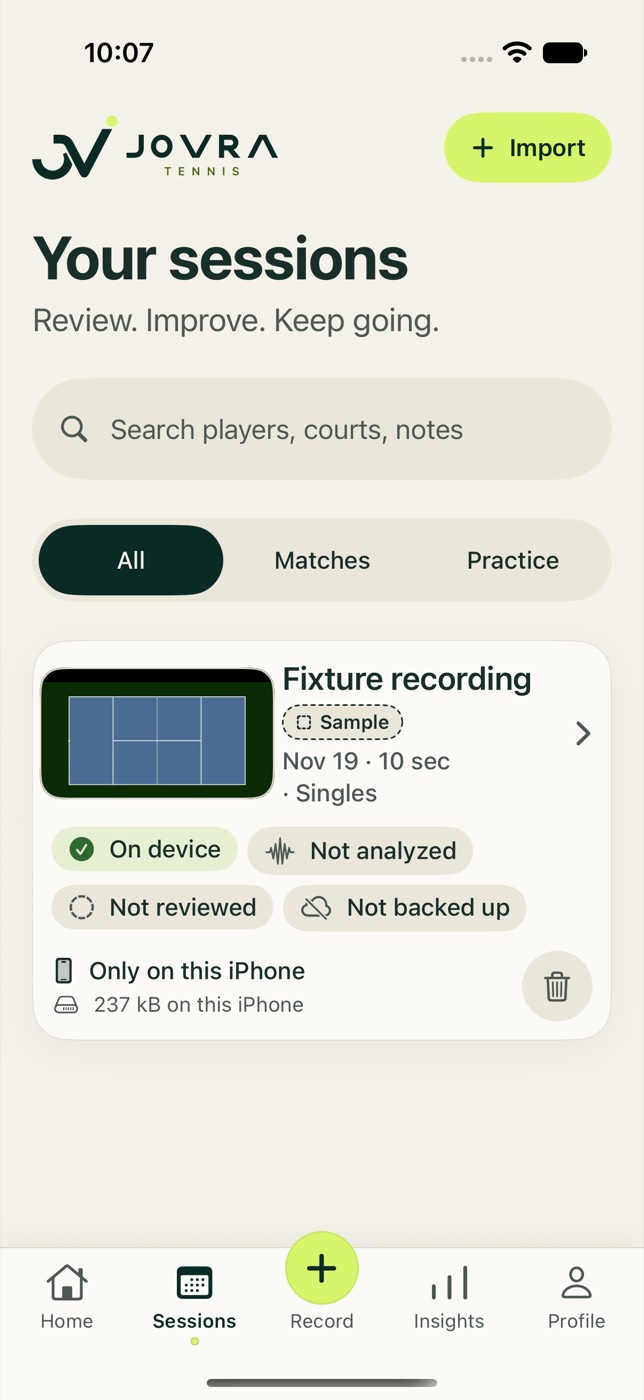 10:07
JOVRA
TENNIS
Import
Your sessions
Review. Improve. Keep going.
Search players, courts, notes
All
Matches
Practice
Fixture recording
Sample
Nov 19 · 10 sec
· Singles
On device
Not analyzed
Not reviewed
Not backed up
Only on this iPhone
237 kB on this iPhone
Home
Sessions
Record
Insights
Profile